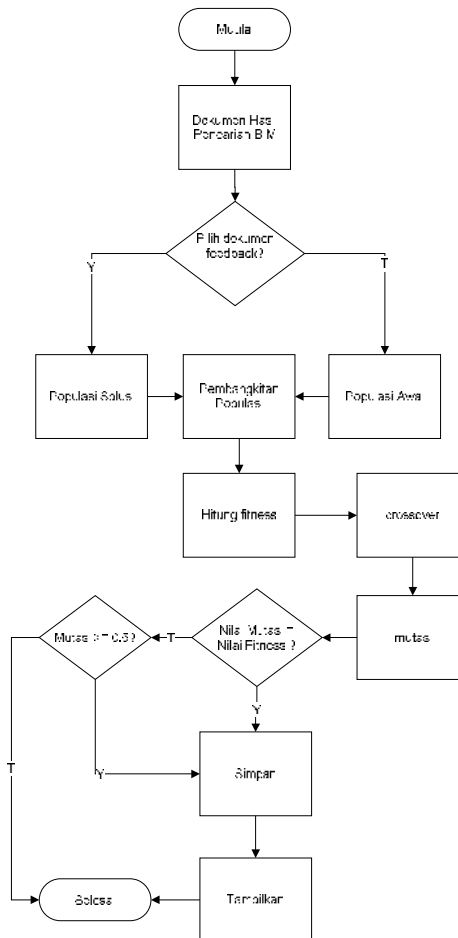 Mulai
Dokumen Hasil
Pencarian BIM
Pilih dokumen
feedback?
Y
T
Populasi Solusi
Pembangkitan
Populasi
Populasi Awal
Hitung fitness
crossover
mutasi
Nilai Mutasi =
Nilai Fitness ?
T
Mutasi >= 0.5?
Y
T
Y
Simpan
Tampilkan
Selesai